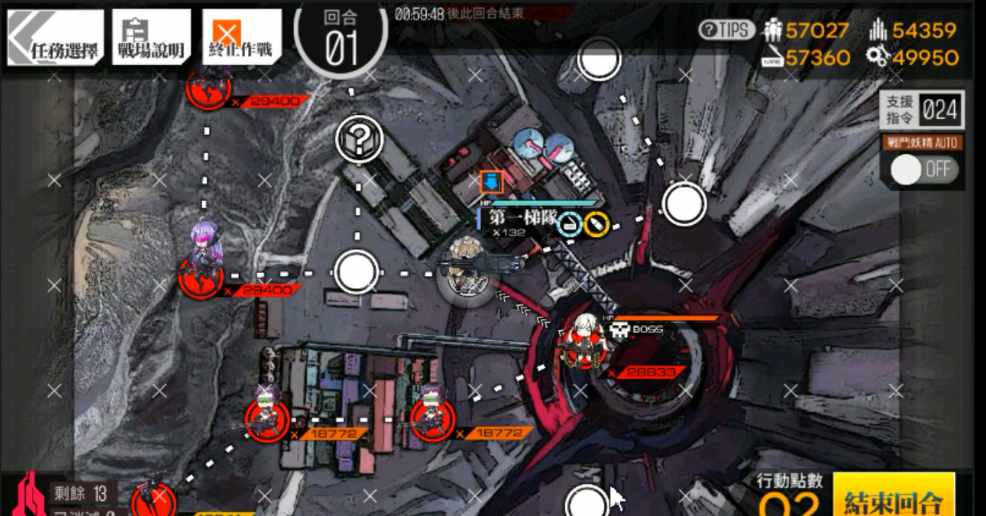 任務選擇
戰場說明
終止作戰
回合
01
00:59:48 後此回合結束
?TIPS
57027
54359
57360
49950
支援
指令
024
戰鬥妖精 AUTO
OFF
×29400
?
HP
第一梯隊
×132
×29400
HP
BOSS
×28833
×18772
×18772
剩餘 13
行動點數
02
結束回合